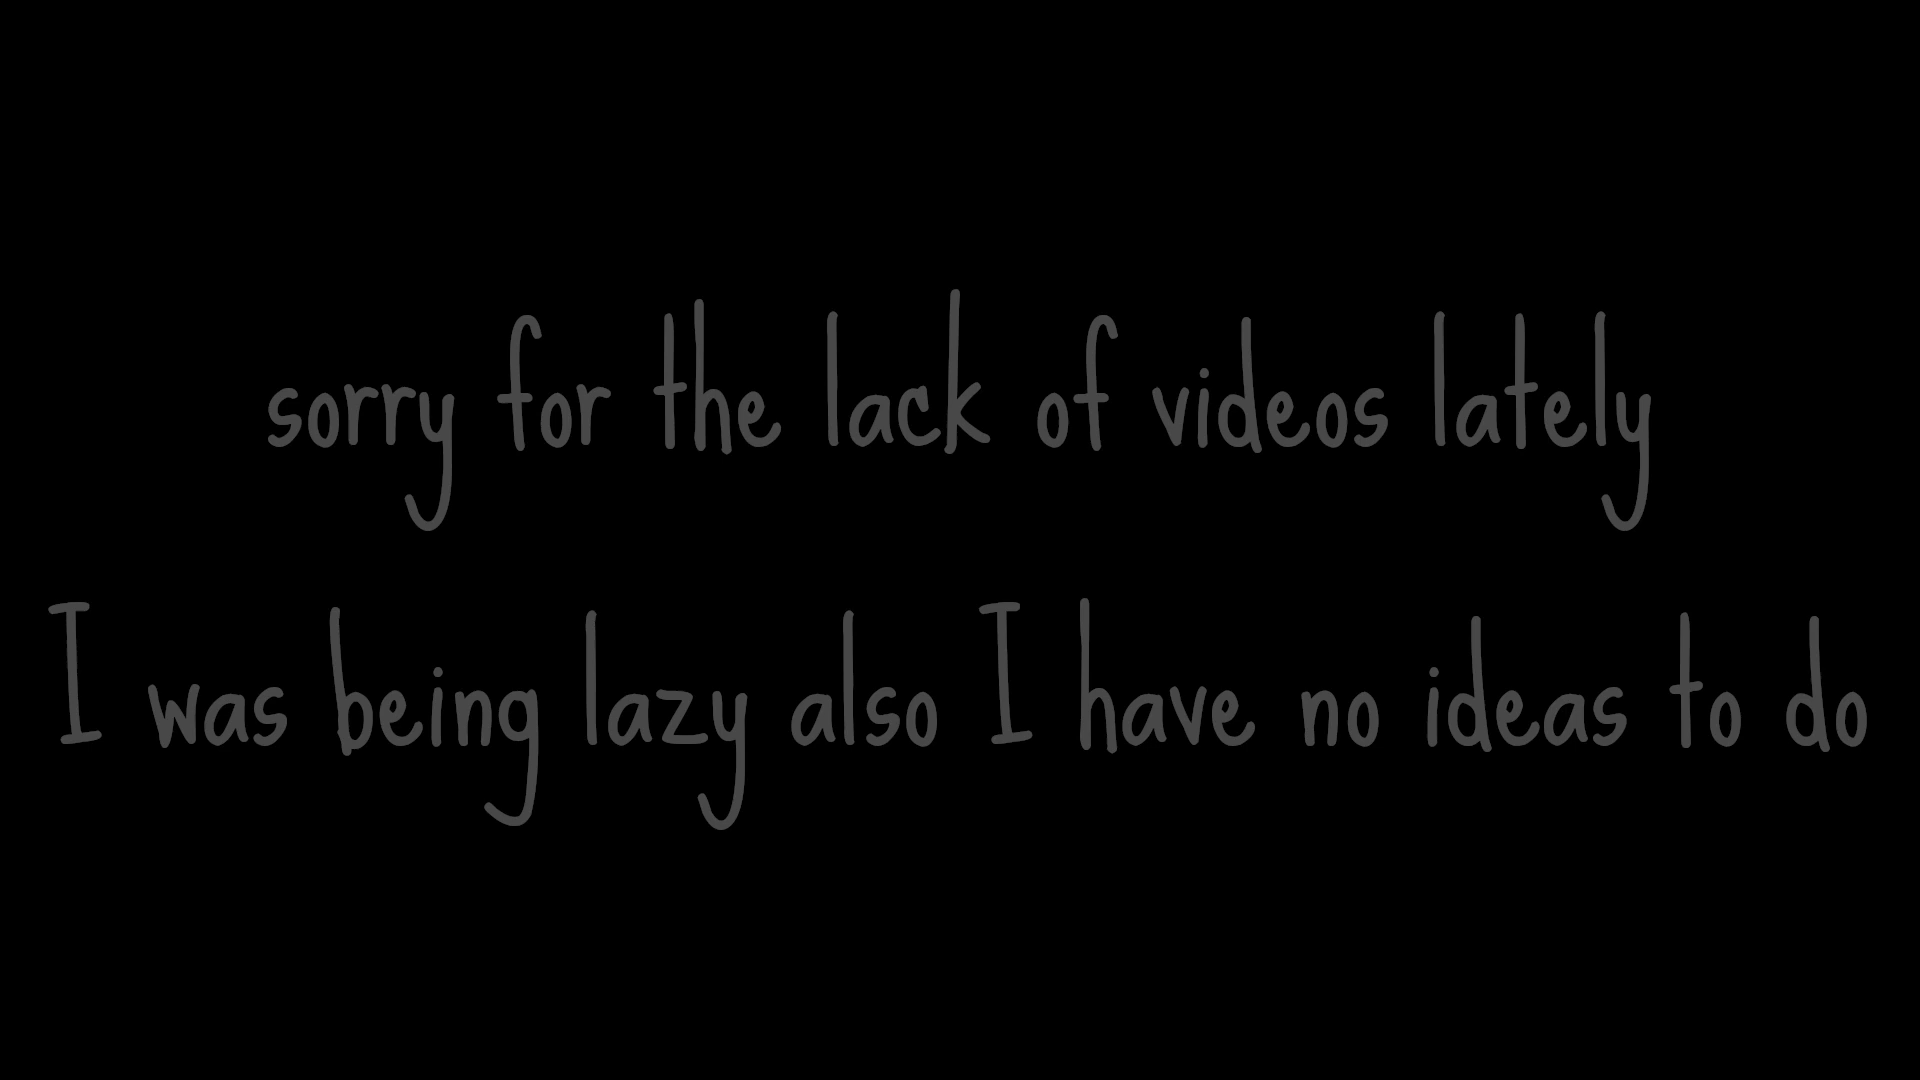 sorry for the lack of videos lately
I was being lazy also I have no ideas to do